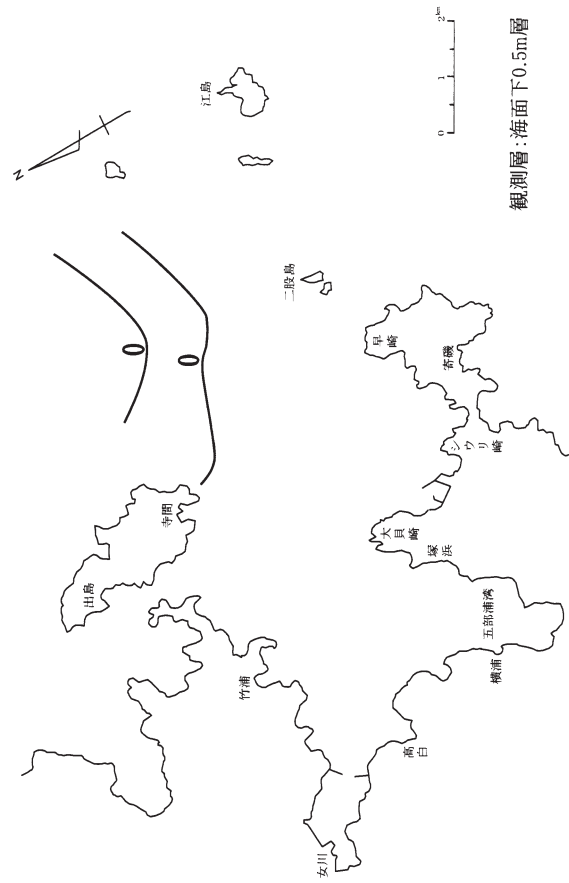 N
江島
二股島
0
0
早崎
寄磯
シウリ崎
寺間
出島
大貝崎
塚浜
五部浦湾
横浦
竹浦
高白
女川
0 1 2km
観測層：海面下0.5m層